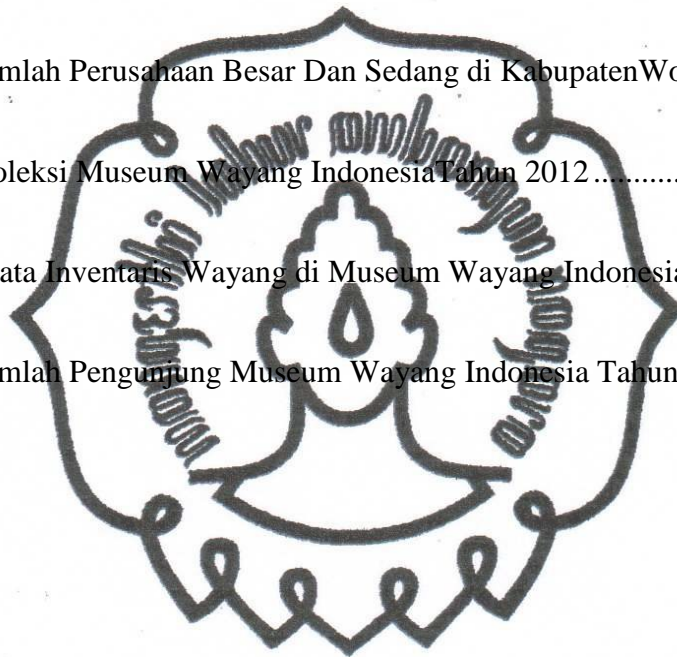 mlah Perusahaan Besar Dan Sedang di KabupatenWo
oleksi Museum Wayang IndonesiaTahun 2012 ...........
ata Inventaris Wayang di Museum Wayang Indonesia
mlah Pengunjung Museum Wayang Indonesia Tahun